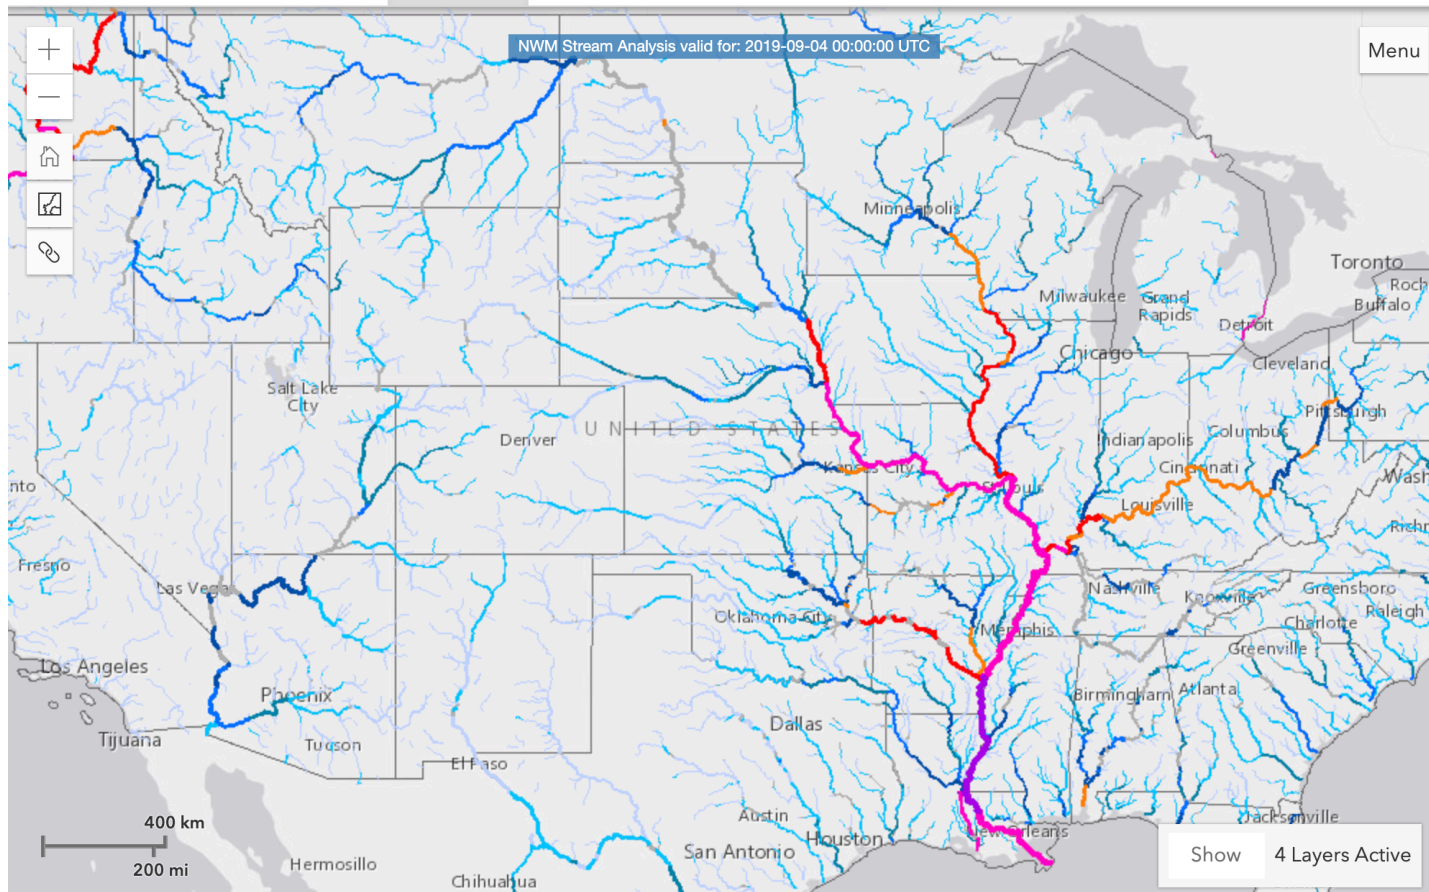 NWM Stream Analysis valid for: 2019-09-04 00:00:00 UTC
Menu
Minneapolis
Toronto
Milwaukee
Grand
Rapids
Roch
Buffalo
Detroit
Chicago
Cleveland
Salt Lake
City
Denver
UNITED STATES
Indianapolis
Columbus
Pittsburgh
Kansas City
Cincinnati
Wash
nto
St. Louis
Louisville
Richm
Fresno
Las Vegas
Nashville
Knoxville
Greensboro
Raleigh
Oklahoma City
Memphis
Charlotte
Greenville
Los Angeles
Phoenix
Birmingham
Atlanta
Dallas
Tijuana
Tucson
El Paso
400 km
200 mi
Austin
Houston
New Orleans
Jacksonville
San Antonio
Hermosillo
Chihuahua
Show
4 Layers Active